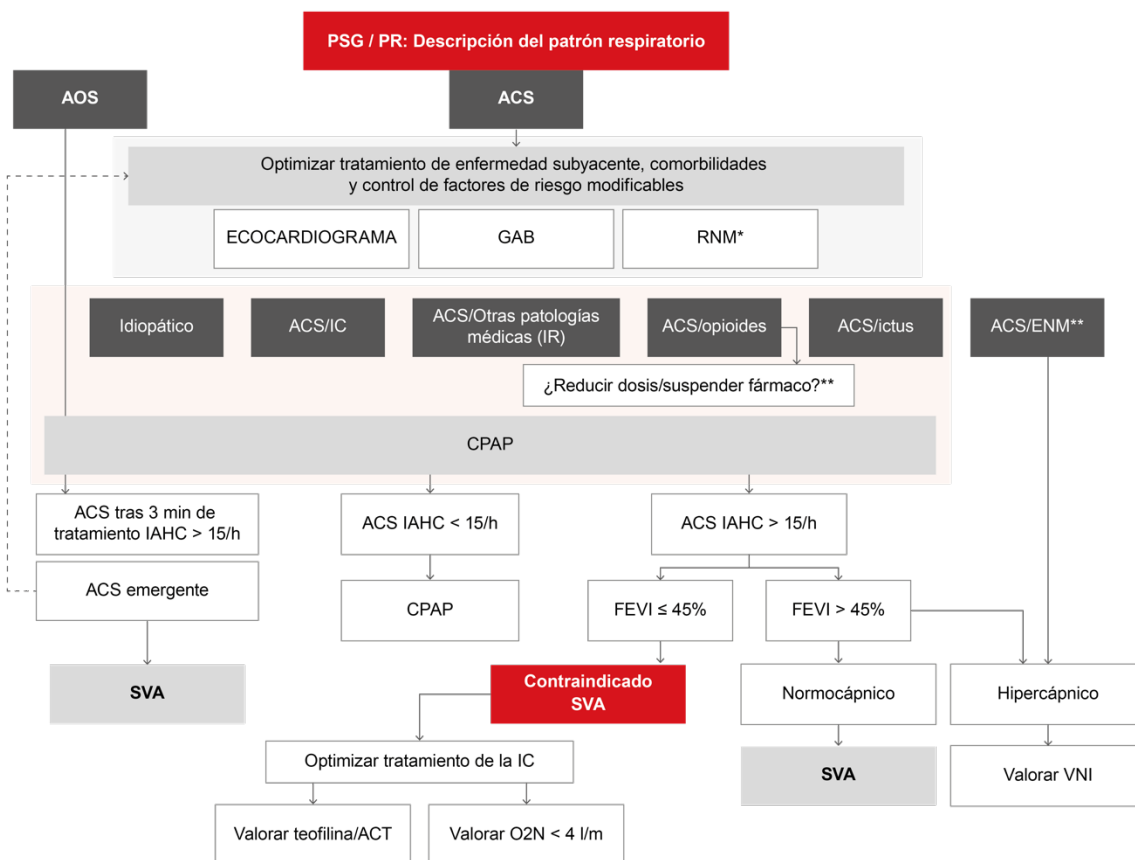 PSG / PR: Descripción del patrón respiratorio
AOS
ACS
Optimizar tratamiento de enfermedad subyacente, comorbilidades
y control de factores de riesgo modificables
ECOCARDIOGRAMA
GAB
RNM*
Idiopático
ACS/IC
ACS/Otras patologías
médicas (IR)
ACS/opioides
ACS/ictus
ACS/ENM**
¿Reducir dosis/suspender fármaco?**
CPAP
ACS tras 3 min de
tratamiento IAHC > 15/h
ACS IAHC < 15/h
ACS IAHC > 15/h
ACS emergente
CPAP
FEVI ≤ 45%
FEVI > 45%
SVA
Contraindicado
SVA
Normocápnico
Hipercápnico
Optimizar tratamiento de la IC
SVA
Valorar VNI
Valorar teofilina/ACT
Valorar O2N < 4 l/m